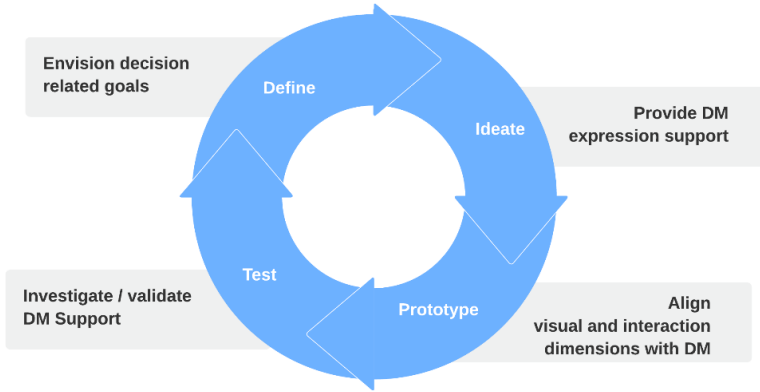 Envision decision
related goals
Define
Ideate
Provide DM
expression support
Test
Investigate / validate
DM Support
Prototype
Align
visual and interaction
dimensions with DM